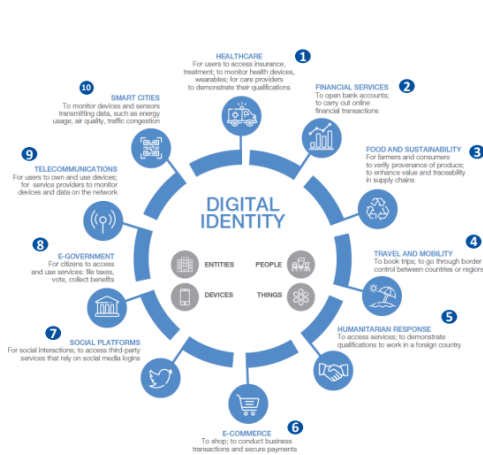 1
HEALTHCARE
For users to access insurance,
treatment; to monitor health devices,
wearables; for care providers
to demonstrate their qualifications
2
FINANCIAL SERVICES
To open bank accounts;
to carry out online
financial transactions
3
FOOD AND SUSTAINABILITY
For farmers and consumers
to verify provenance of produce;
to enhance value and traceability
in supply chains
4
TRAVEL AND MOBILITY
To book trips; to go through border
control between countries or regions
5
HUMANITARIAN RESPONSE
To access services; to demonstrate
qualifications to work in a foreign country
6
E-COMMERCE
To shop; to conduct business
transactions and secure payments
7
SOCIAL PLATFORMS
For social interactions; to access third-party
services that rely on social media logins
8
E-GOVERNMENT
For citizens to access
and use services: file taxes,
vote, collect benefits
9
TELECOMMUNICATIONS
For users to own and use devices;
for service providers to monitor
devices and data on the network
10
SMART CITIES
To monitor devices and sensors
transmitting data, such as energy
usage, air quality, traffic congestion
DIGITAL
IDENTITY
ENTITIES
PEOPLE
DEVICES
THINGS